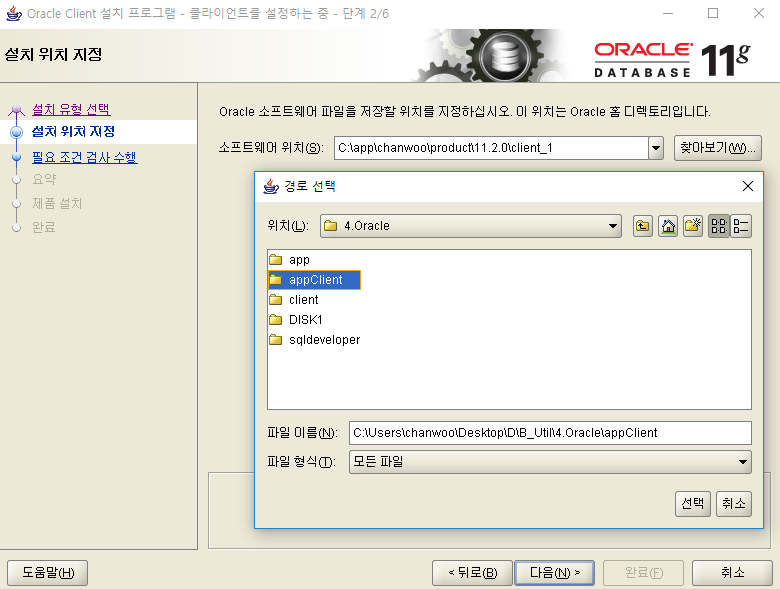 Oracle Client 설치 프로그램 - 클라이언트를 설정하는 중 - 단계 2/6
설치 위치 지정
ORACLE
DATABASE
11g
설치 유형 선택
설치 위치 지정
필요 조건 검사 수행
요약
제품 설치
완료
Oracle 소프트웨어 파일을 저장할 위치를 지정하십시오. 이 위치는 Oracle 홈 디렉토리입니다.
소프트웨어 위치(S): C:\app\chanwoo\product\11.2.0\client_1 찾아보기(W)...
경로 선택
위치(L): 4.Oracle
app
appClient
client
DISK1
sqldeveloper
파일 이름(N): C:\Users\chanwoo\Desktop\D\B_Util\4.Oracle\appClient
파일 형식(T): 모든 파일
선택 취소
도움말(H) < 뒤로(B) 다음(N) > 완료(F) 취소